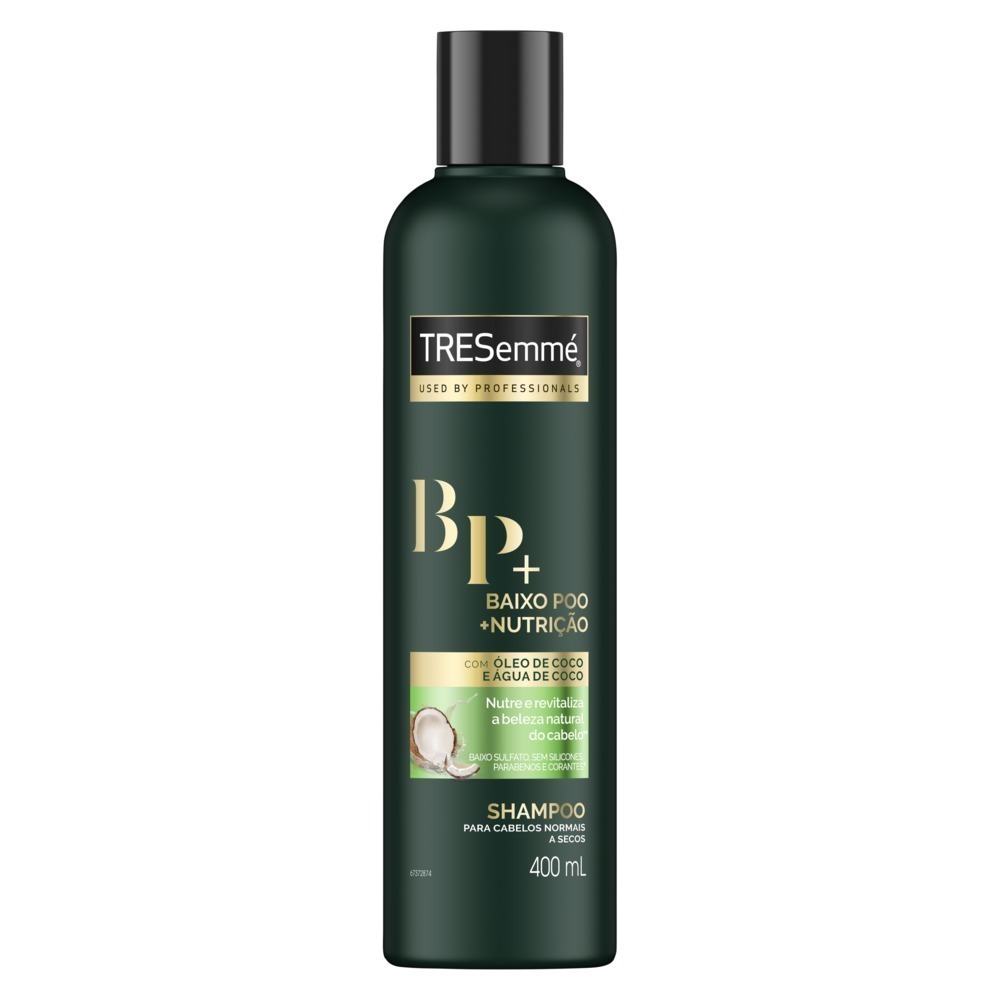 TRESemmé®
USED BY PROFESSIONALS
BP+
BAIXO POO
+NUTRIÇÃO
COM ÓLEO DE COCO
E ÁGUA DE COCO
Nutre e revitaliza
a beleza natural
do cabelo**
BAIXO SULFATO, SEM SILICONES,
PARABENOS E CORANTES*
SHAMPOO
PARA CABELOS NORMAIS
A SECOS
67372874
400 mL